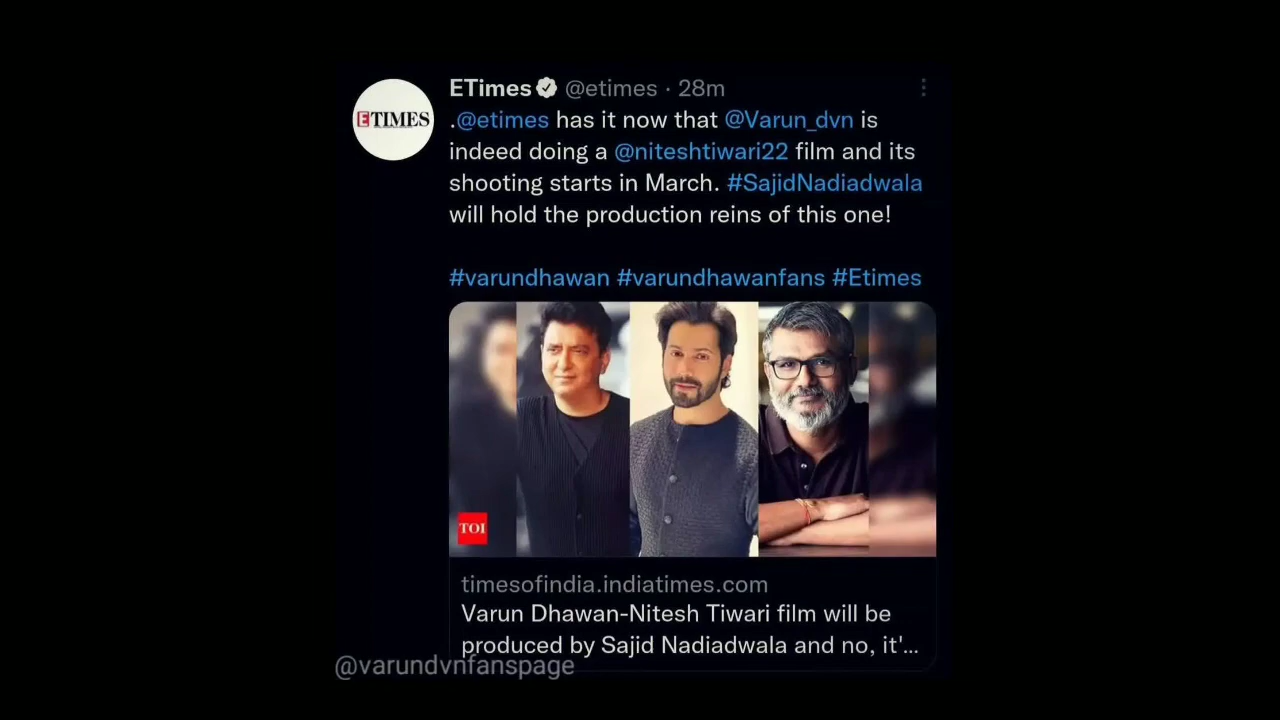 ETIMES
ETimes @etimes · 28m
.@etimes has it now that @Varun_dvn is
indeed doing a @niteshtiwari22 film and its
shooting starts in March. #SajidNadiadwala
will hold the production reins of this one!
#varundhawan #varundhawanfans #Etimes
TOI
timesofindia.indiatimes.com
Varun Dhawan-Nitesh Tiwari film will be
produced by Sajid Nadiadwala and no, it'...
@varundvnfanspage